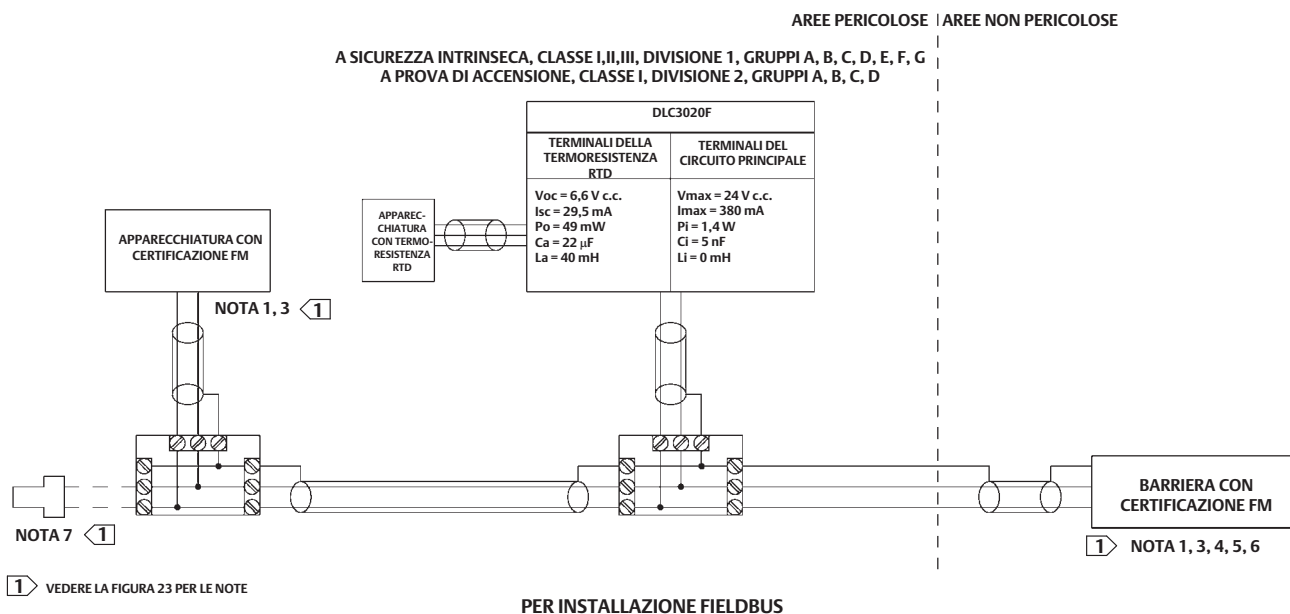 AREE PERICOLOSE
AREE NON PERICOLOSE
A SICUREZZA INTRINSECA, CLASSE I,II,III, DIVISIONE 1, GRUPPI A, B, C, D, E, F, G
A PROVA DI ACCENSIONE, CLASSE I, DIVISIONE 2, GRUPPI A, B, C, D
DLC3020F
TERMINALI DELLA
TERMORESISTENZA
RTD
Voc = 6,6 V c.c.
Isc = 29,5 mA
Po = 49 mW
Ca = 22 μF
La = 40 mH
TERMINALI DEL
CIRCUITO PRINCIPALE
Vmax = 24 V c.c.
Imax = 380 mA
Pi = 1,4 W
Ci = 5 nF
Li = 0 mH
APPAREC-
CHIATURA
CON TERMO-
RESISTENZA
RTD
APPARECCHIATURA CON
CERTIFICAZIONE FM
NOTA 1, 3 1
BARRIERA CON
CERTIFICAZIONE FM
NOTA 7 1
1 NOTA 1, 3, 4, 5, 6
1 VEDERE LA FIGURA 23 PER LE NOTE
PER INSTALLAZIONE FIELDBUS